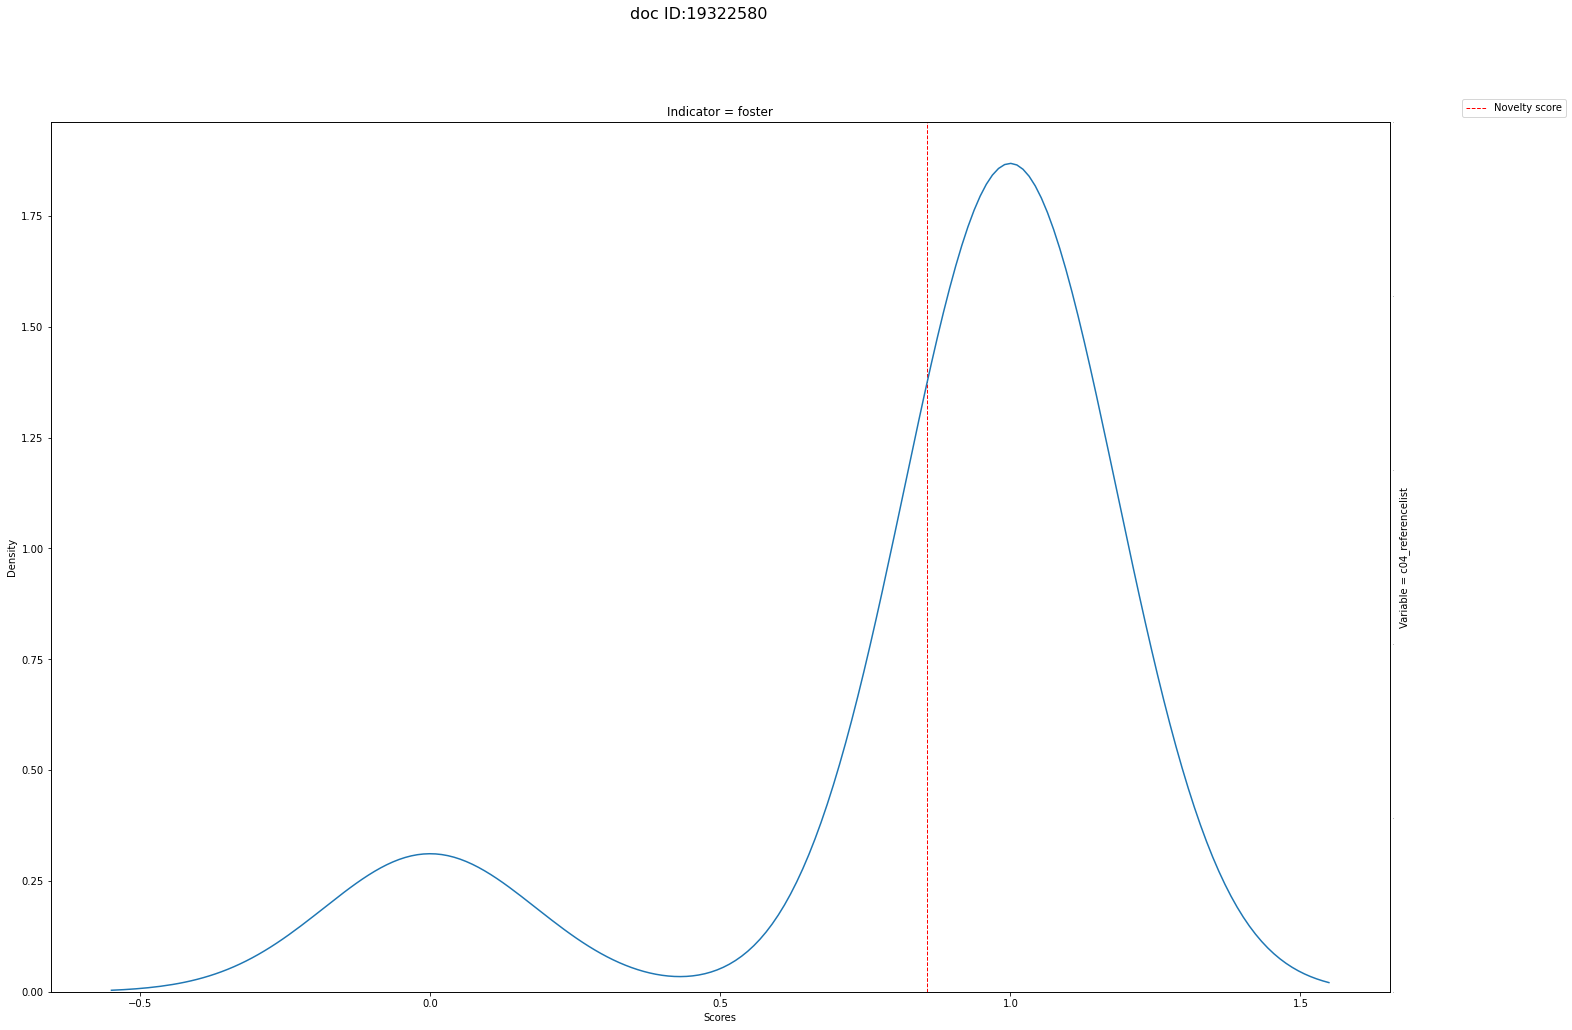 doc ID:19322580
Indicator = foster
Novelty score
1.75
1.50
1.25
1.00
0.75
0.50
0.25
0.00
Density
Variable = c04_referencelist
−0.5
0.0
0.5
1.0
1.5
Scores